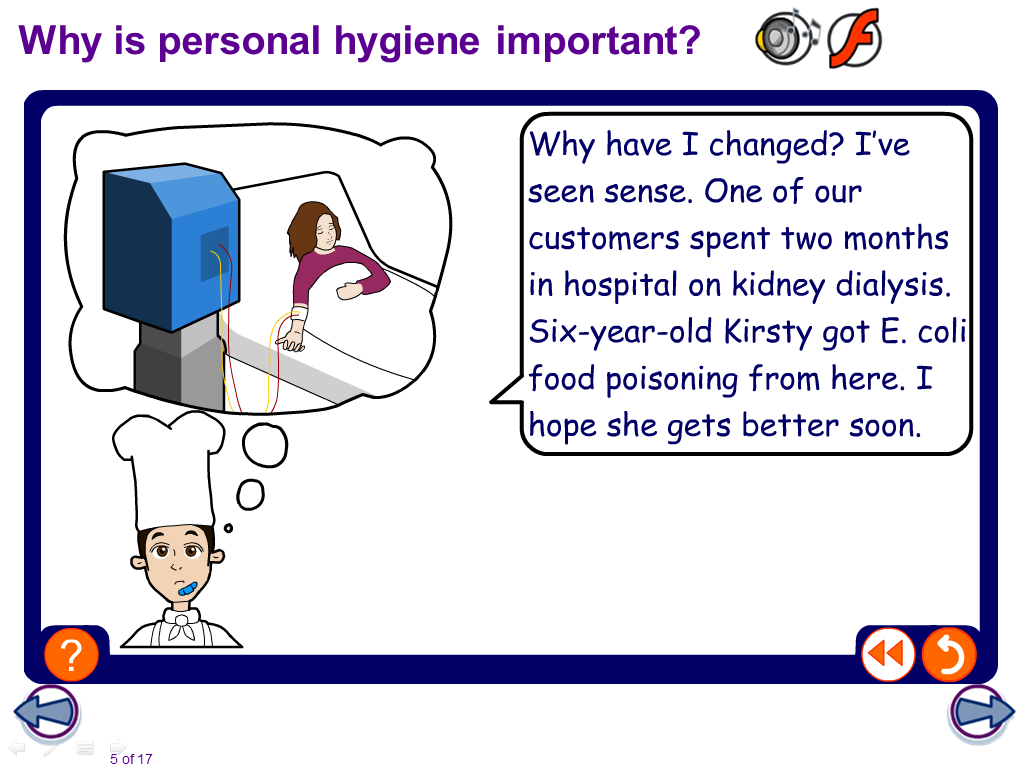 Why is personal hygiene important?
Why have I changed? I’ve
seen sense. One of our
customers spent two months
in hospital on kidney dialysis.
Six-year-old Kirsty got E. coli
food poisoning from here. I
hope she gets better soon.
?
5 of 17